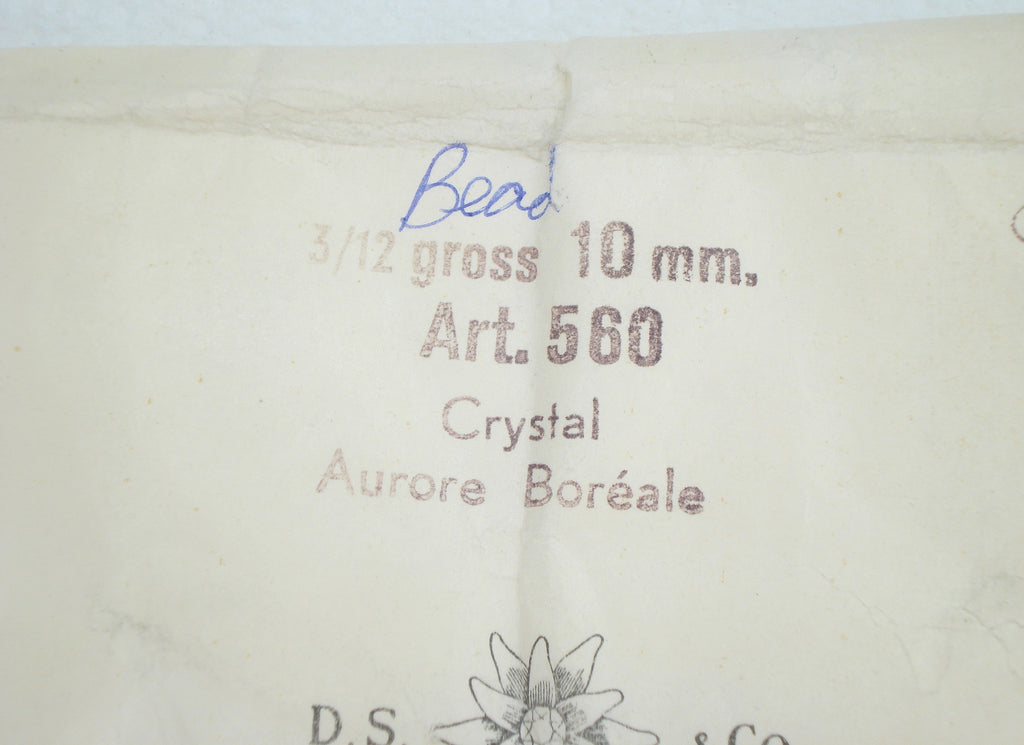 Bead
3/12 gross 10 mm.
Art. 560
Crystal
Aurore Boréale
D.S. & Co